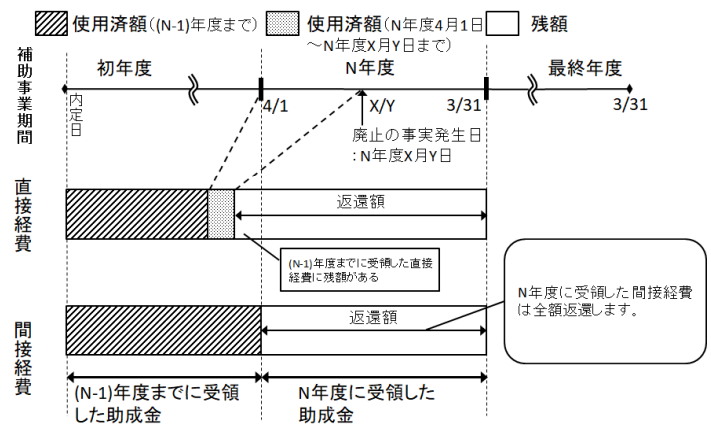 使用済額((N-1)年度まで)
使用済額(N年度4月1日
～N年度X月Y日まで)
残額
補助事業期間
初年度
N年度
最終年度
内定日
4/1
X/Y
3/31
3/31
廃止の事実発生日
:N年度X月Y日
直接経費
返還額
(N-1)年度までに受領した直接
経費に残額がある
N年度に受領した間接経費
は全額返還します。
間接経費
返還額
(N-1)年度までに受領
した助成金
N年度に受領した
助成金